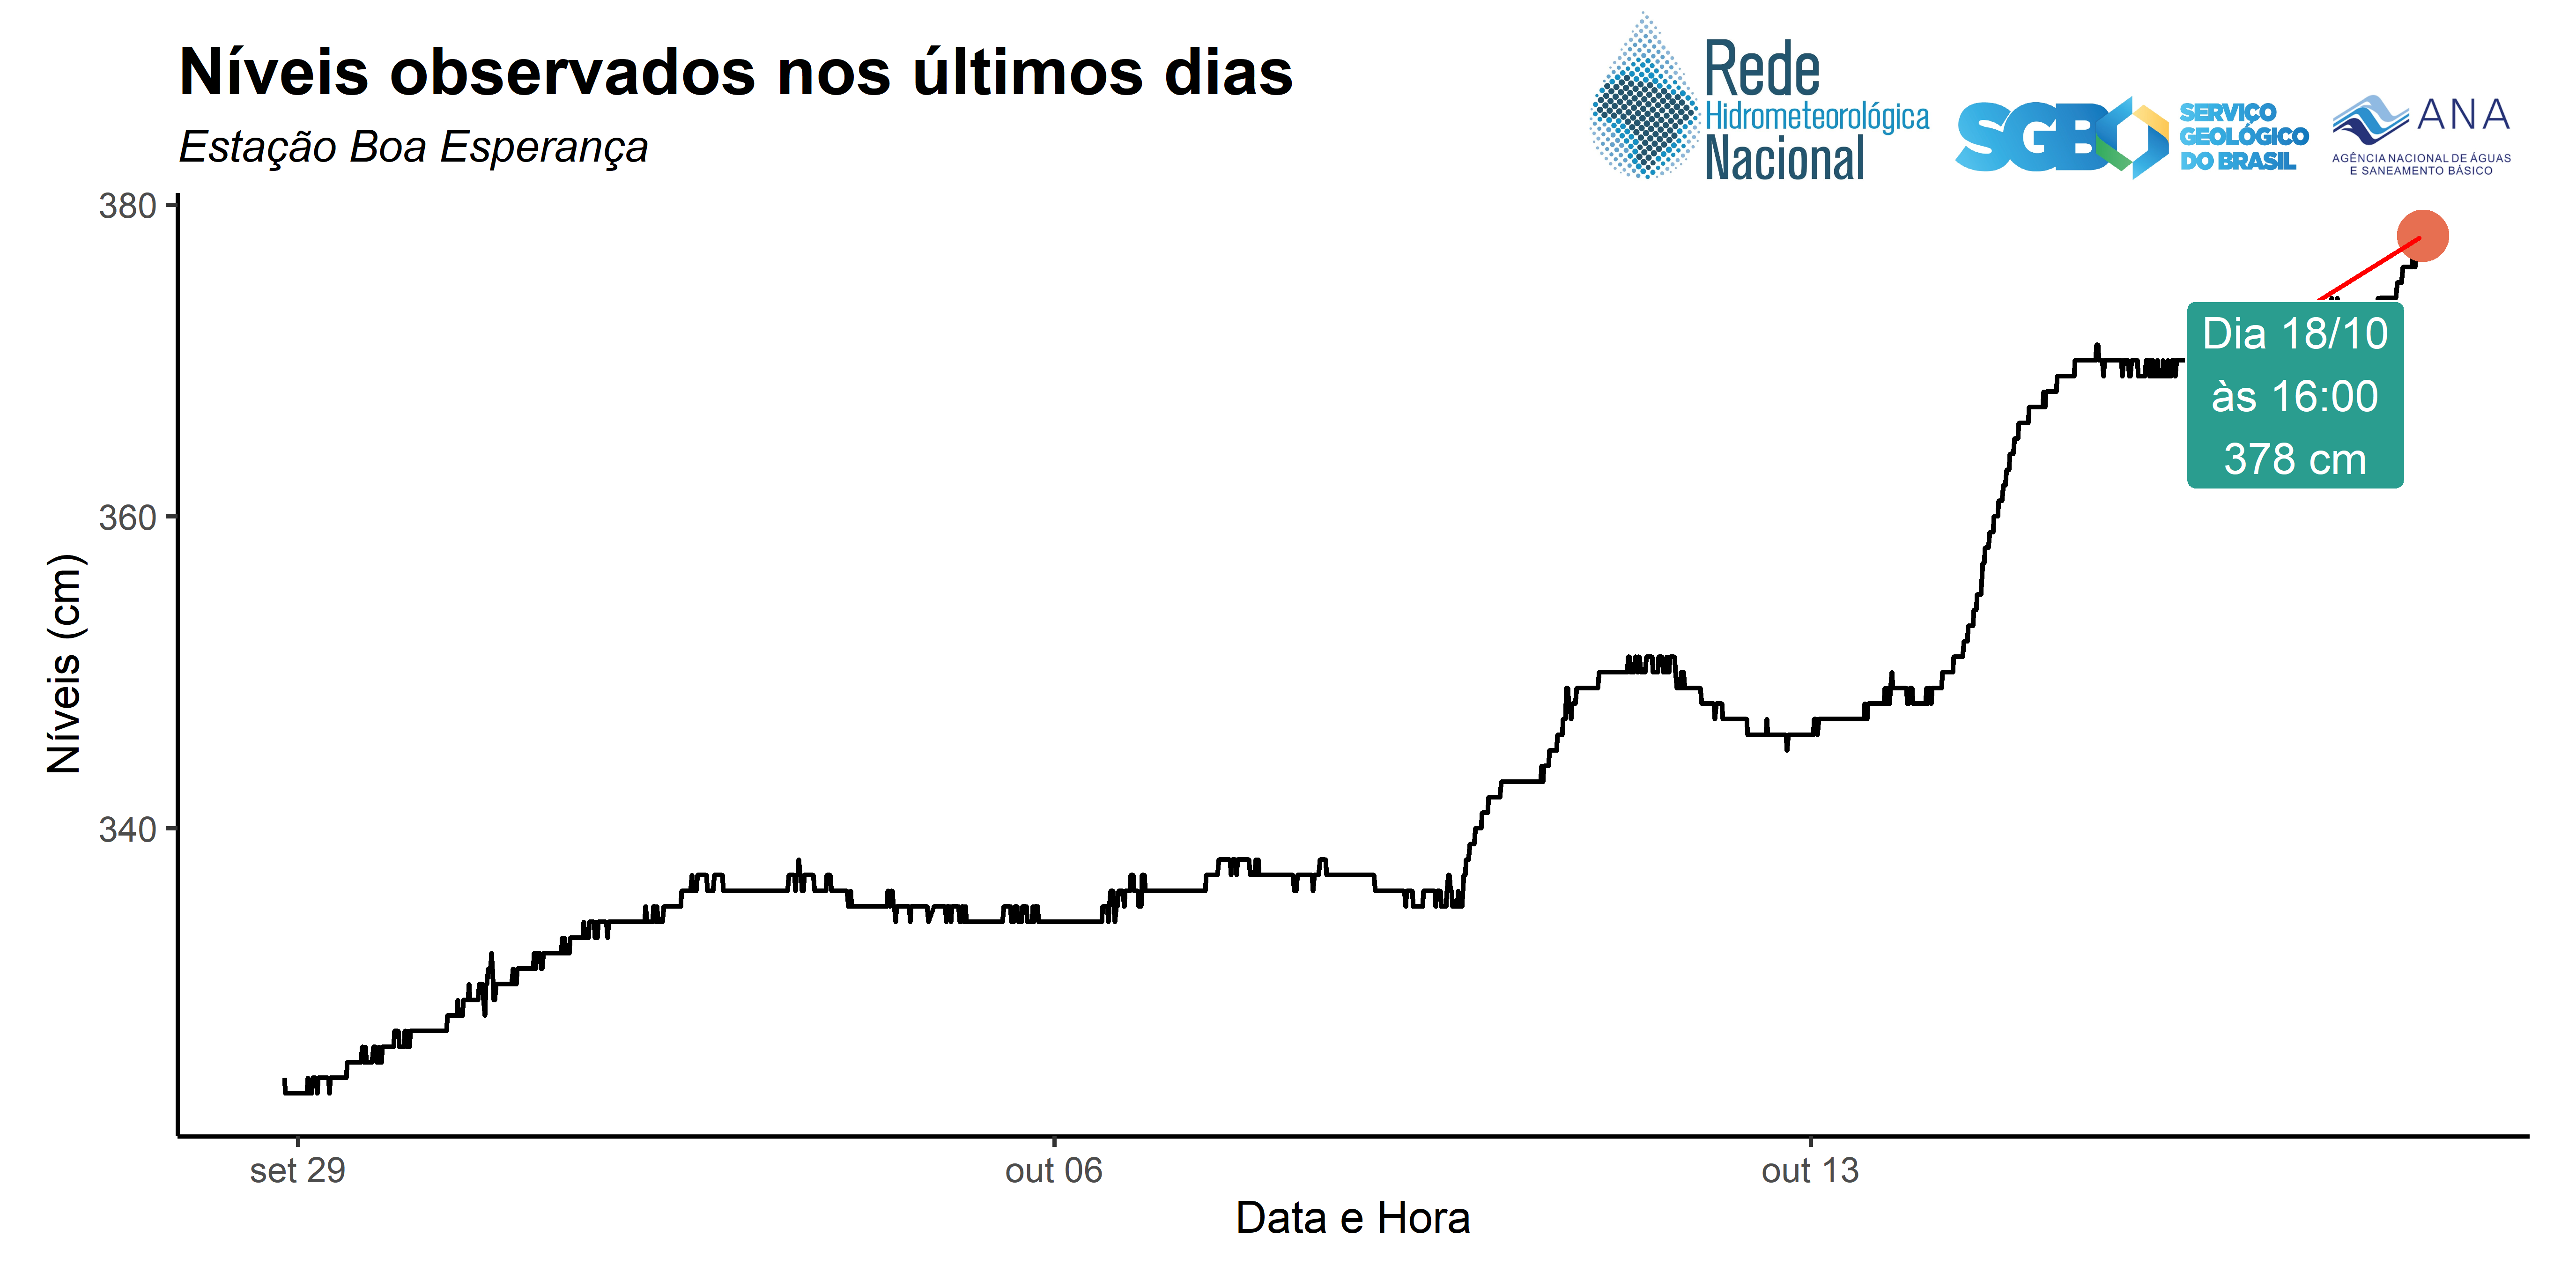 Níveis observados nos últimos dias
Estação Boa Esperança
Rede
Hidrometeorológica
Nacional
SGB
SERVIÇO
GEOLÓGICO
DO BRASIL
ANA
AGÊNCIA NACIONAL DE ÁGUAS
E SANEAMENTO BÁSICO
380
360
340
Níveis (cm)
Dia 18/10
às 16:00
378 cm
set 29
out 06
out 13
Data e Hora